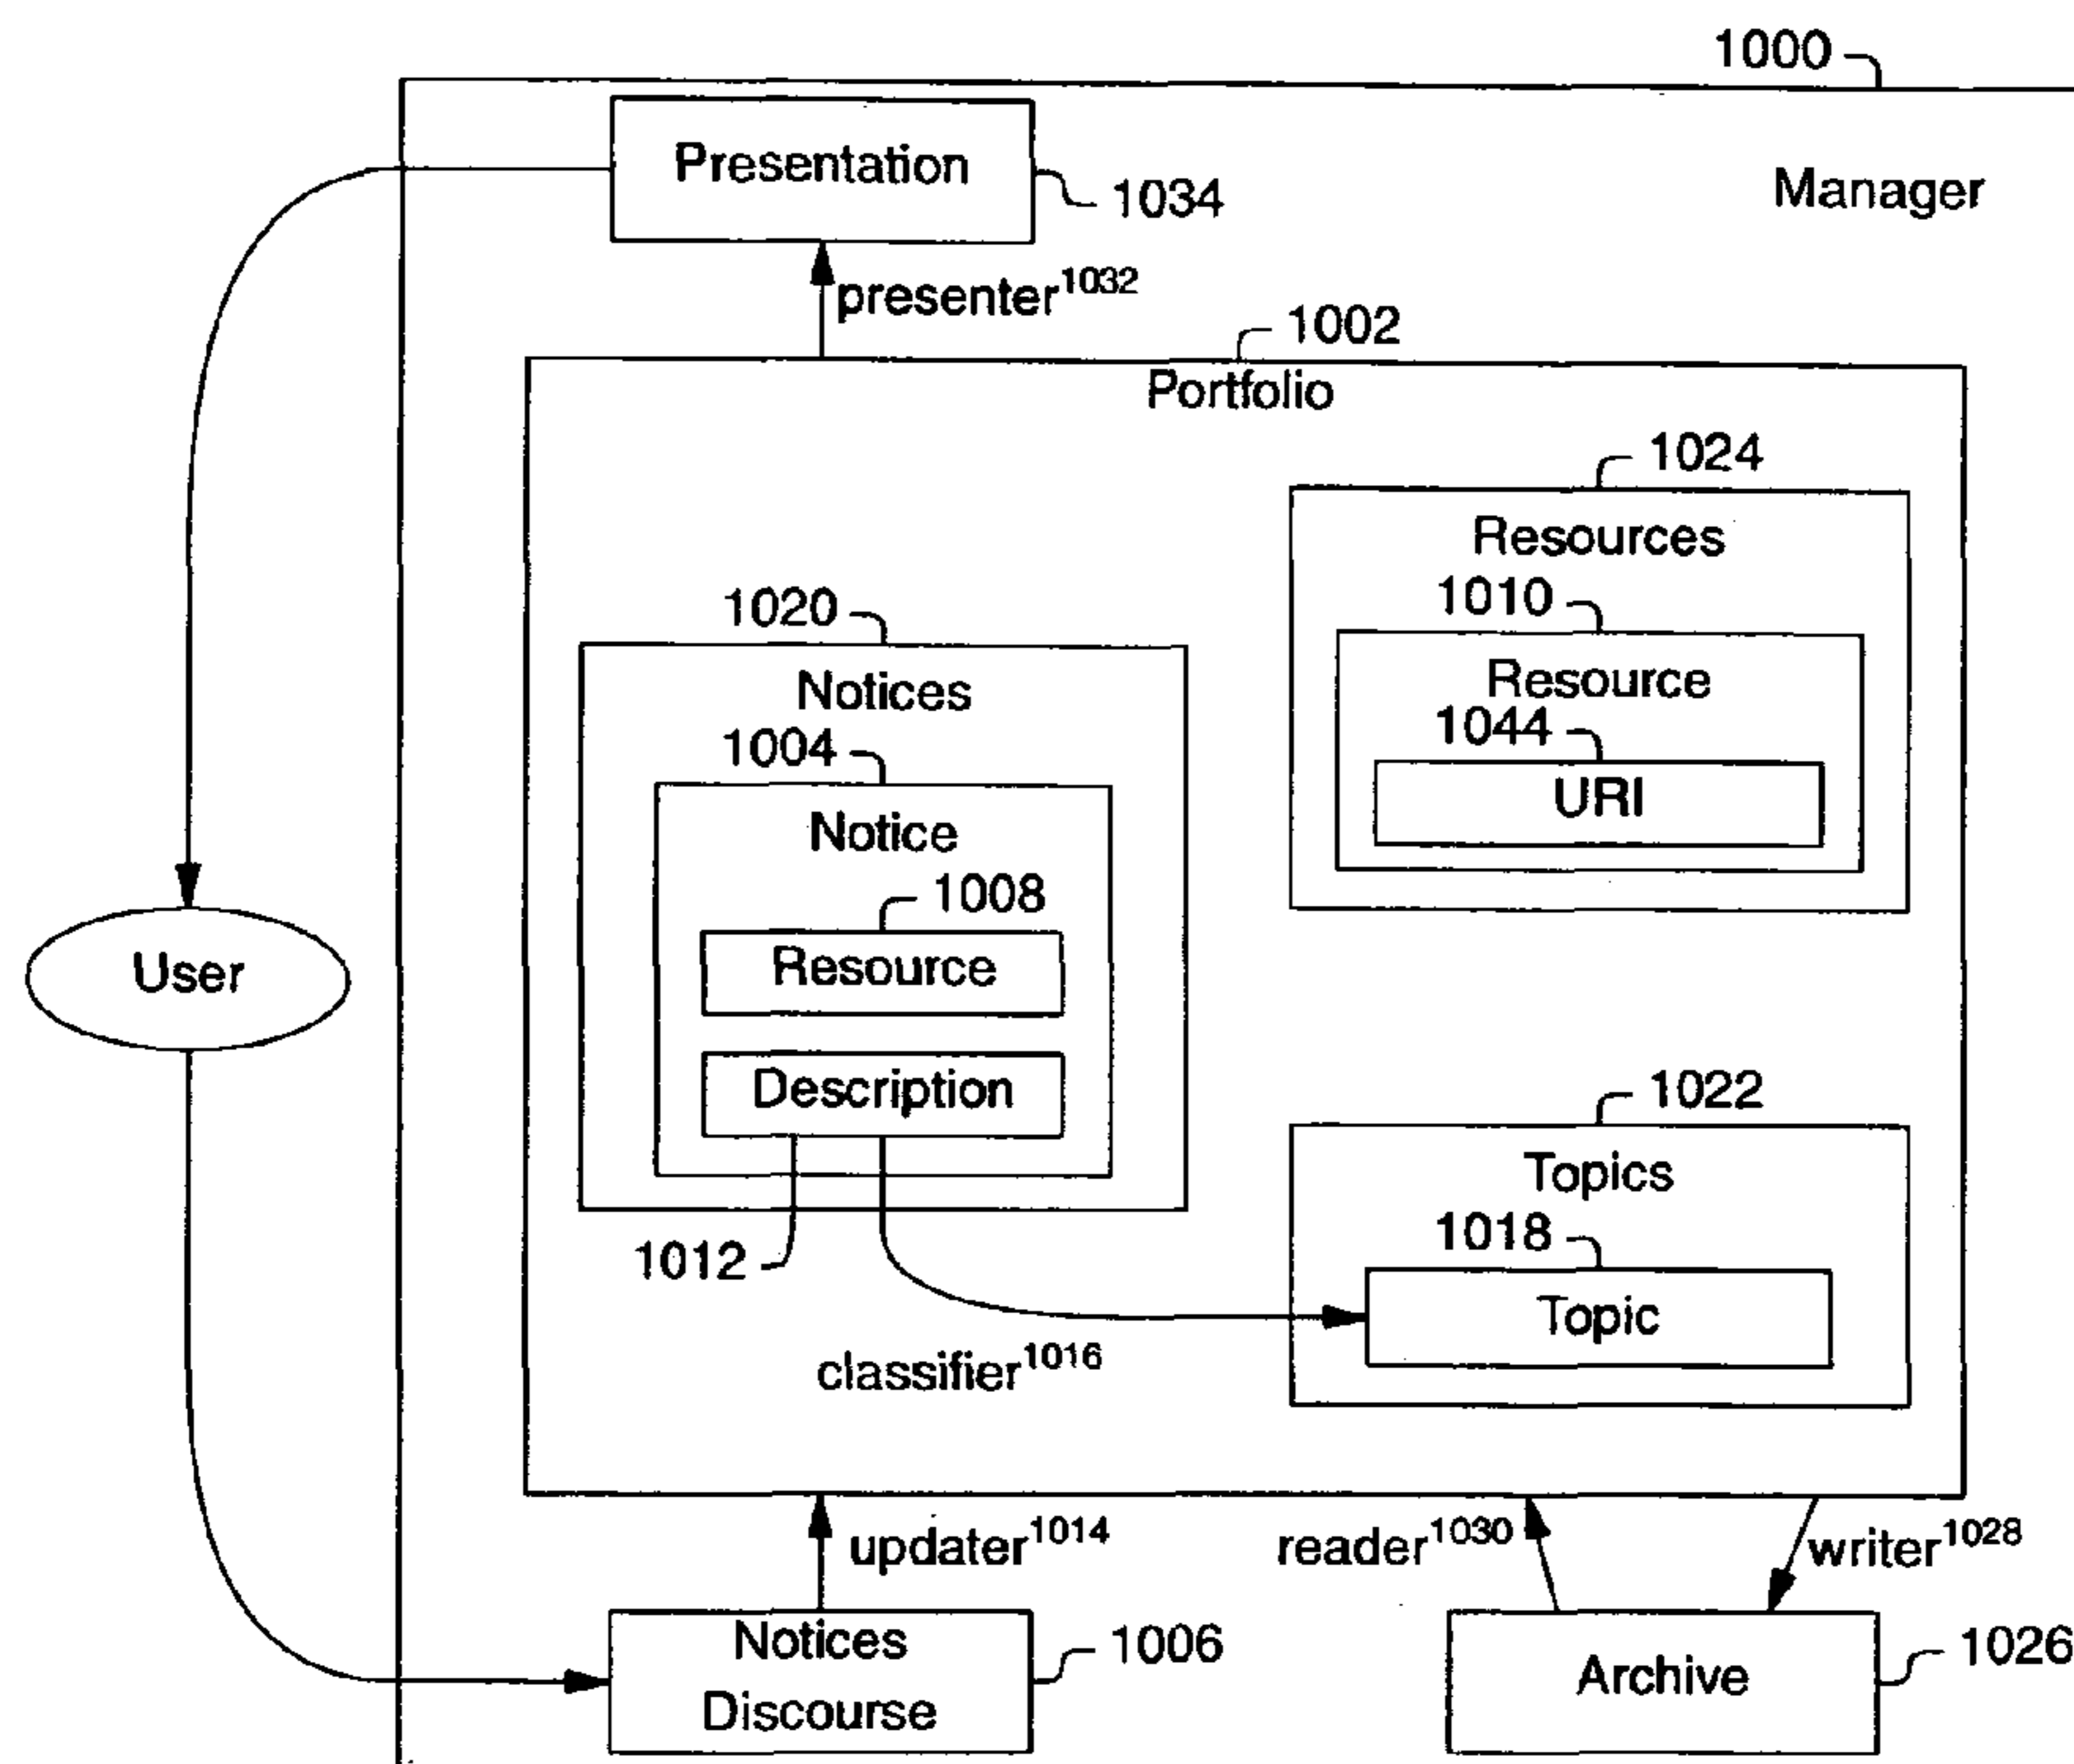 1000
Presentation
1034
Manager
presenter1032
1002
Portfolio
1024
Resources
1020
1010
Notices
Resource
1004
1044
Notice
URI
1008
Resource
User
Description
1022
Topics
1012
1018
Topic
classifier1016
updater1014
reader1030
writer1028
Notices
Discourse
1006
Archive
1026